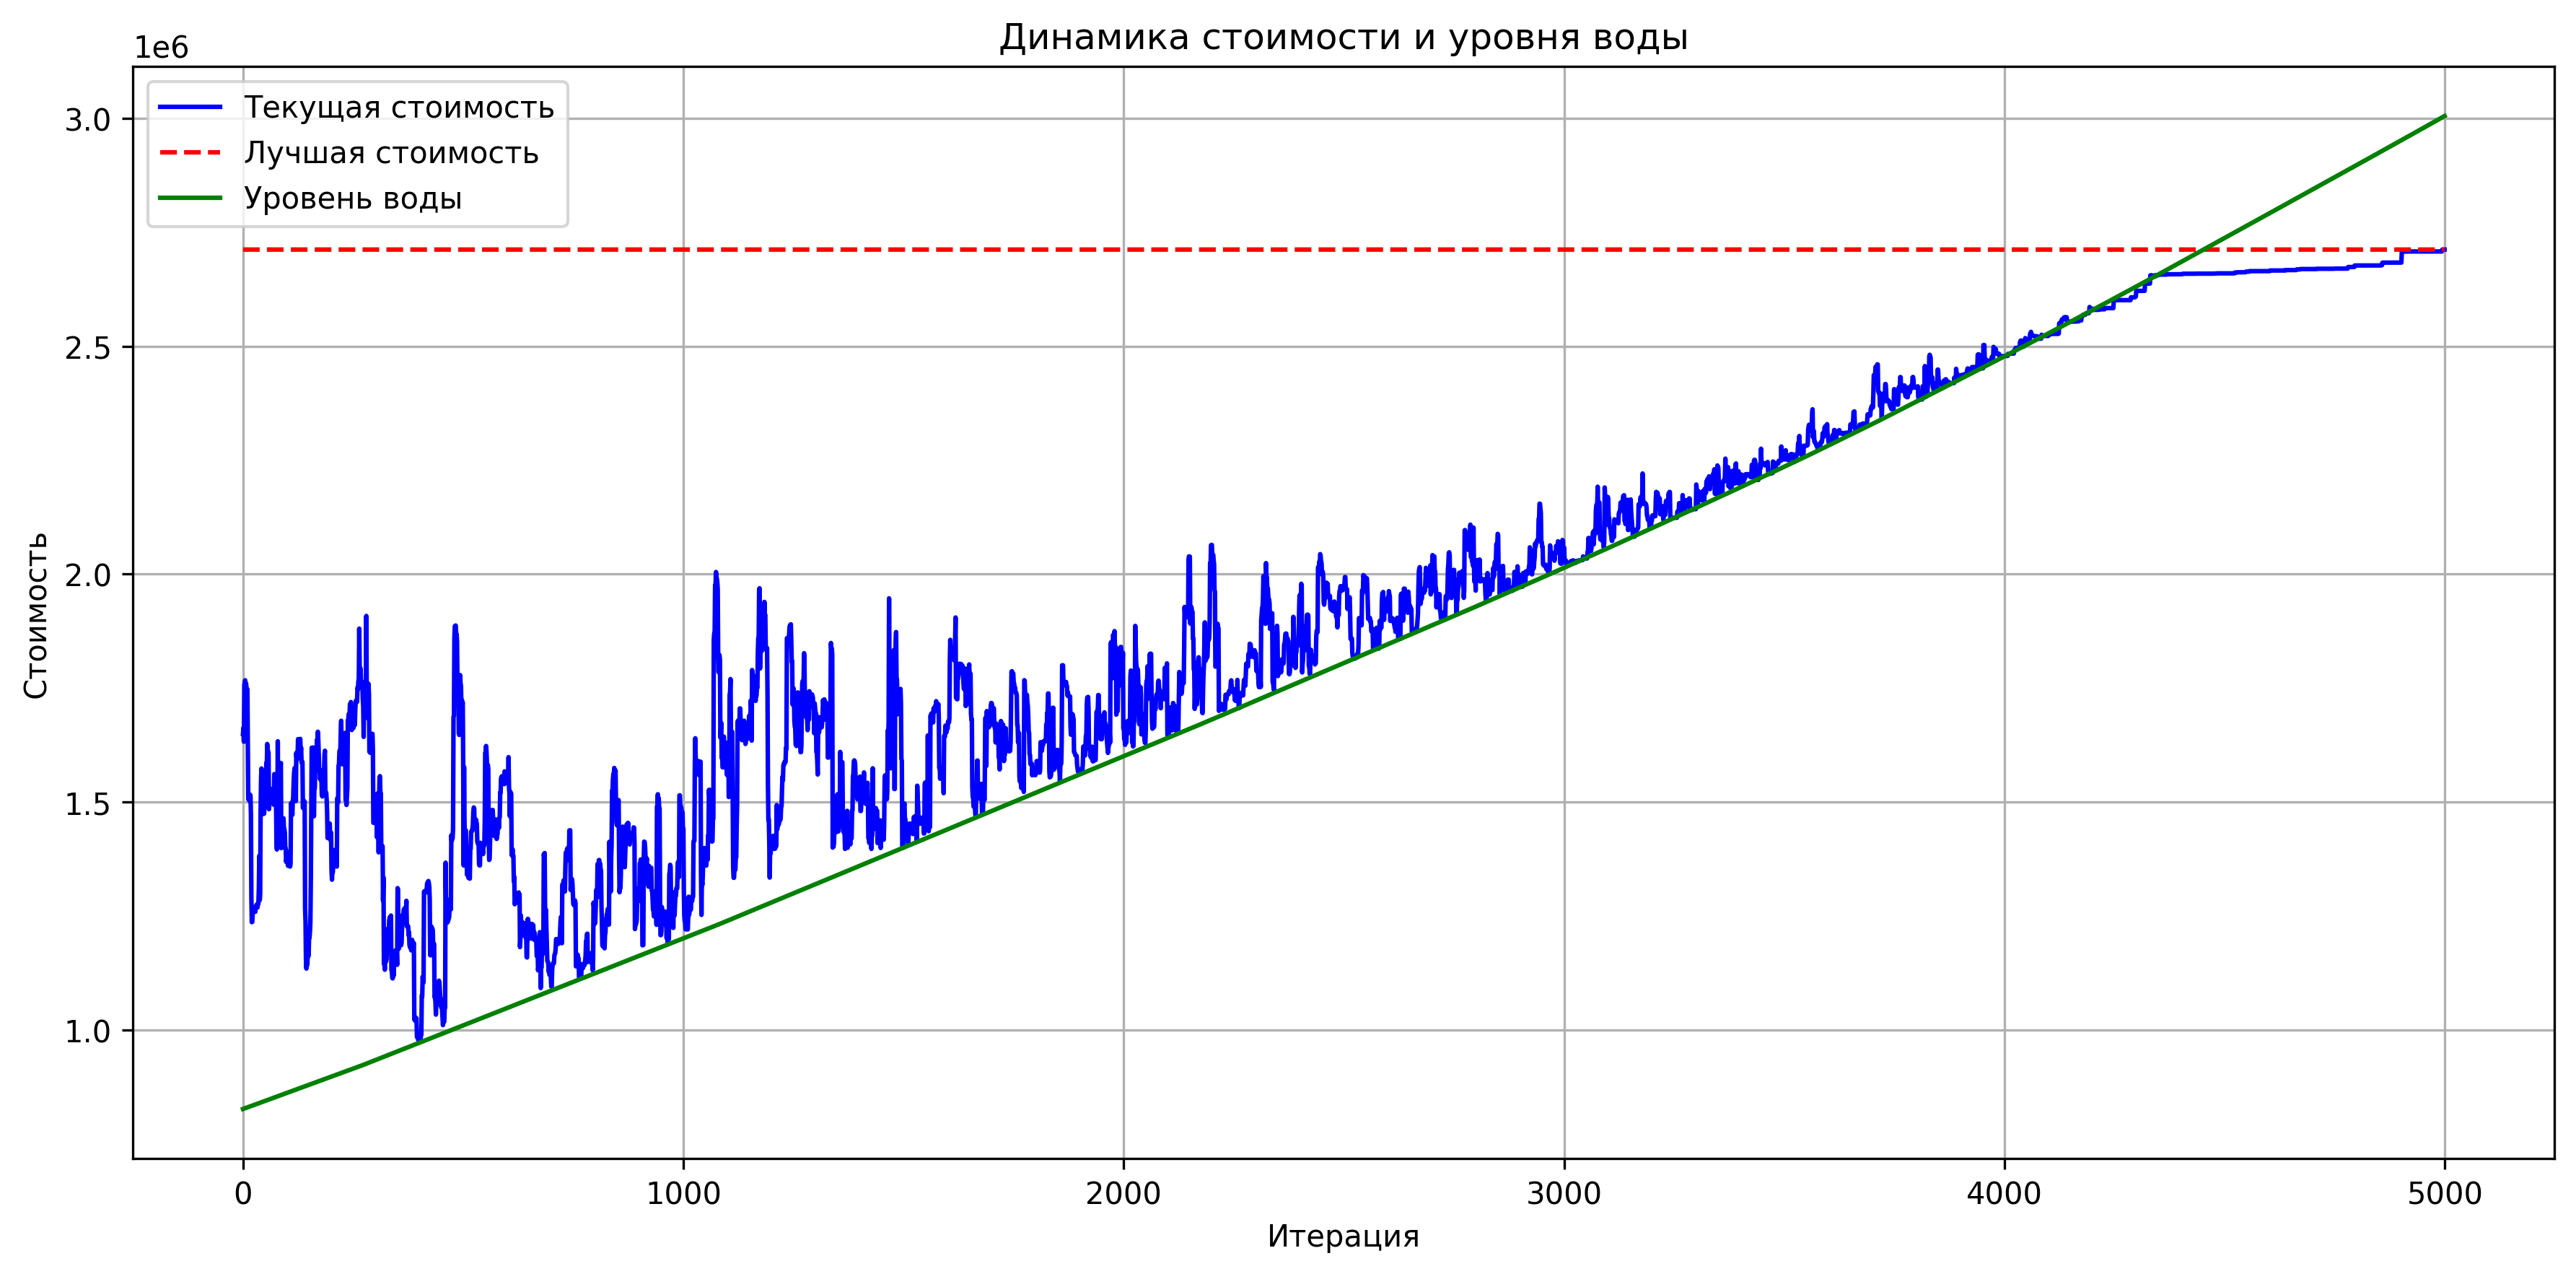 Динамика стоимости и уровня воды
1e6
Текущая стоимость
Лучшая стоимость
Уровень воды
3.0
2.5
2.0
1.5
1.0
Стоимость
0 1000 2000 3000 4000 5000
Итерация